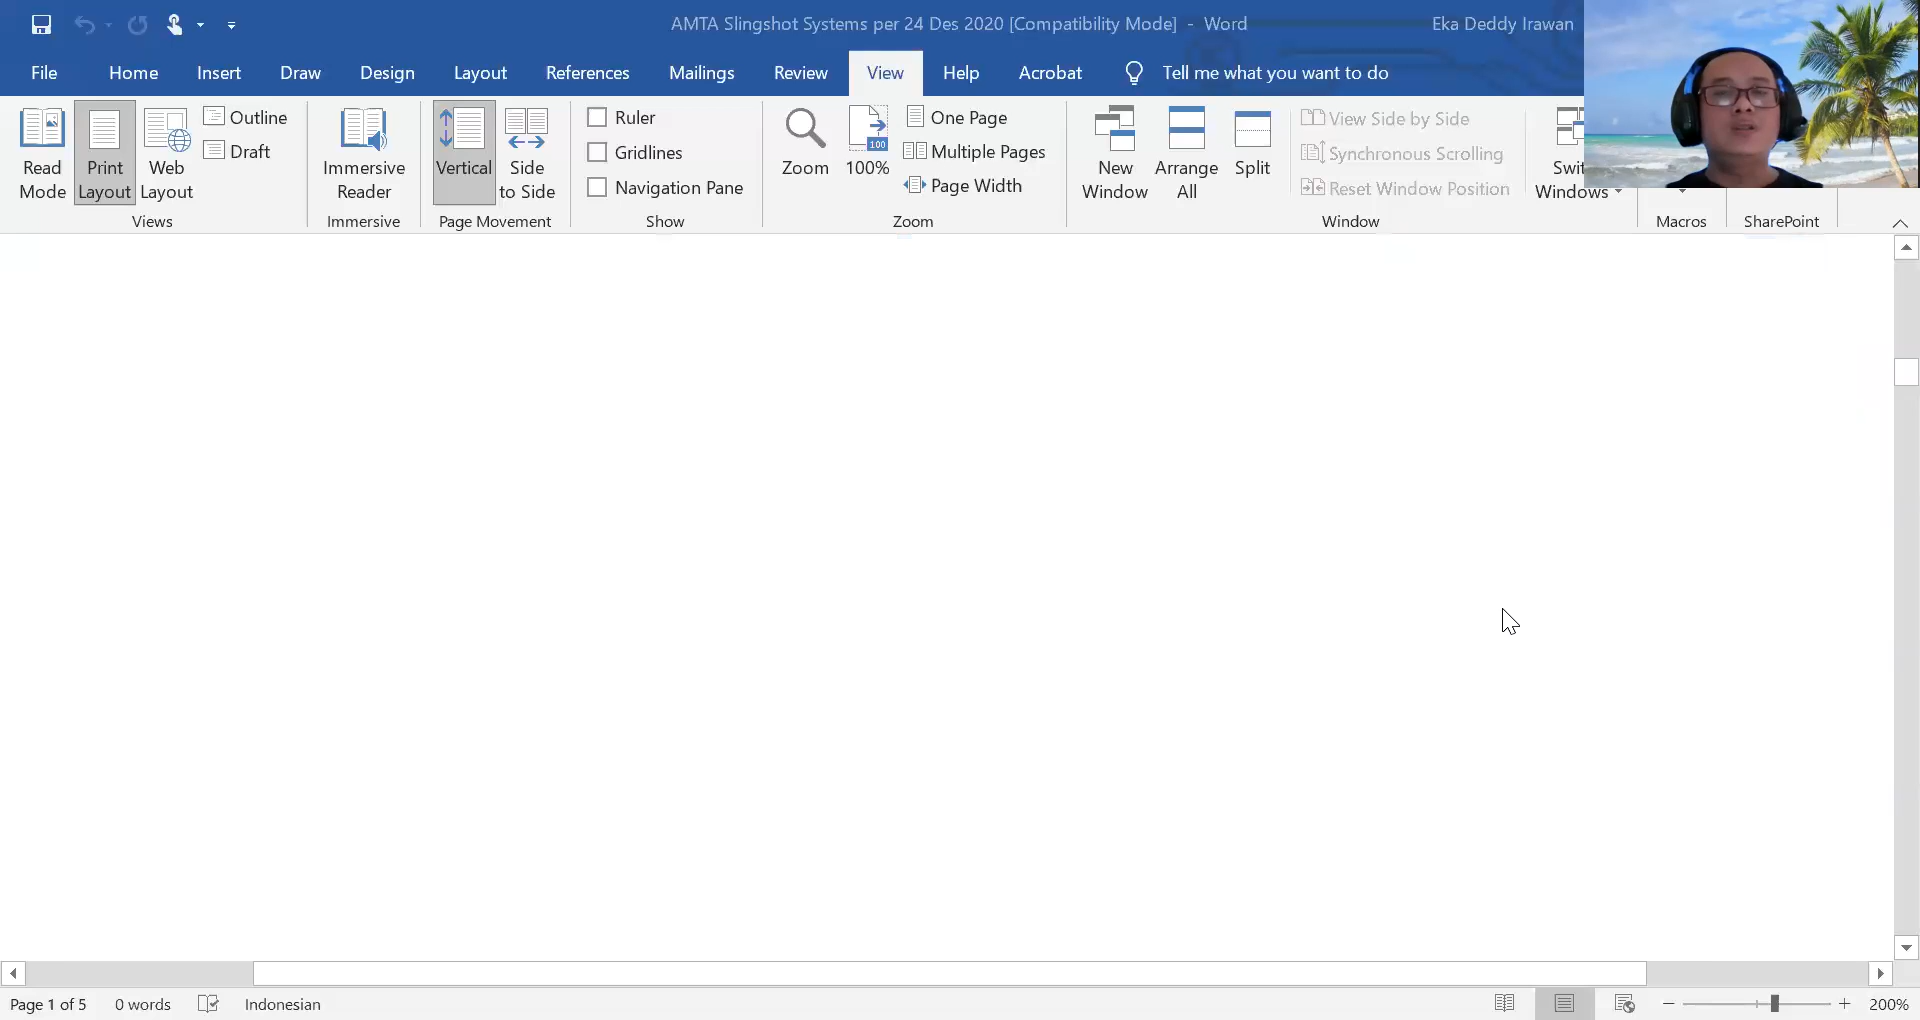 AMTA Slingshot Systems per 24 Des 2020 [Compatibility Mode] - Word
Eka Deddy Irawan
File Home Insert Draw Design Layout References Mailings Review View Help Acrobat Tell me what you want to do
Read Mode
Print Layout
Web Layout
Outline
Draft
Views
Immersive Reader
Immersive
Vertical
Side to Side
Page Movement
Ruler
Gridlines
Navigation Pane
Show
Zoom
100
100%
One Page
Multiple Pages
Page Width
Zoom
New Window
Arrange All
Split
View Side by Side
Synchronous Scrolling
Reset Window Position
Windows
Window
Macros
SharePoint
Page 1 of 5 0 words Indonesian 200%